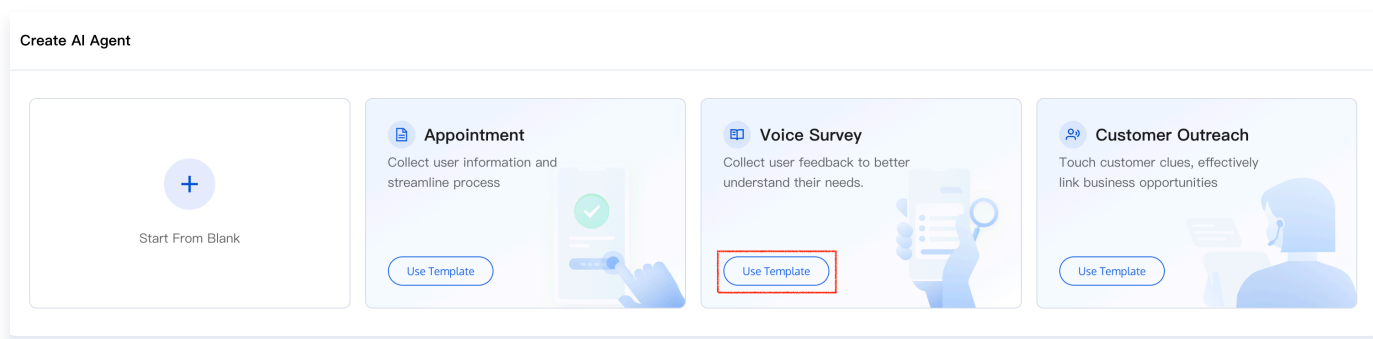 Create AI Agent
Start From Blank
Appointment
Collect user information and
streamline process
Use Template
Voice Survey
Collect user feedback to better
understand their needs.
Use Template
Customer Outreach
Touch customer clues, effectively
link business opportunities
Use Template